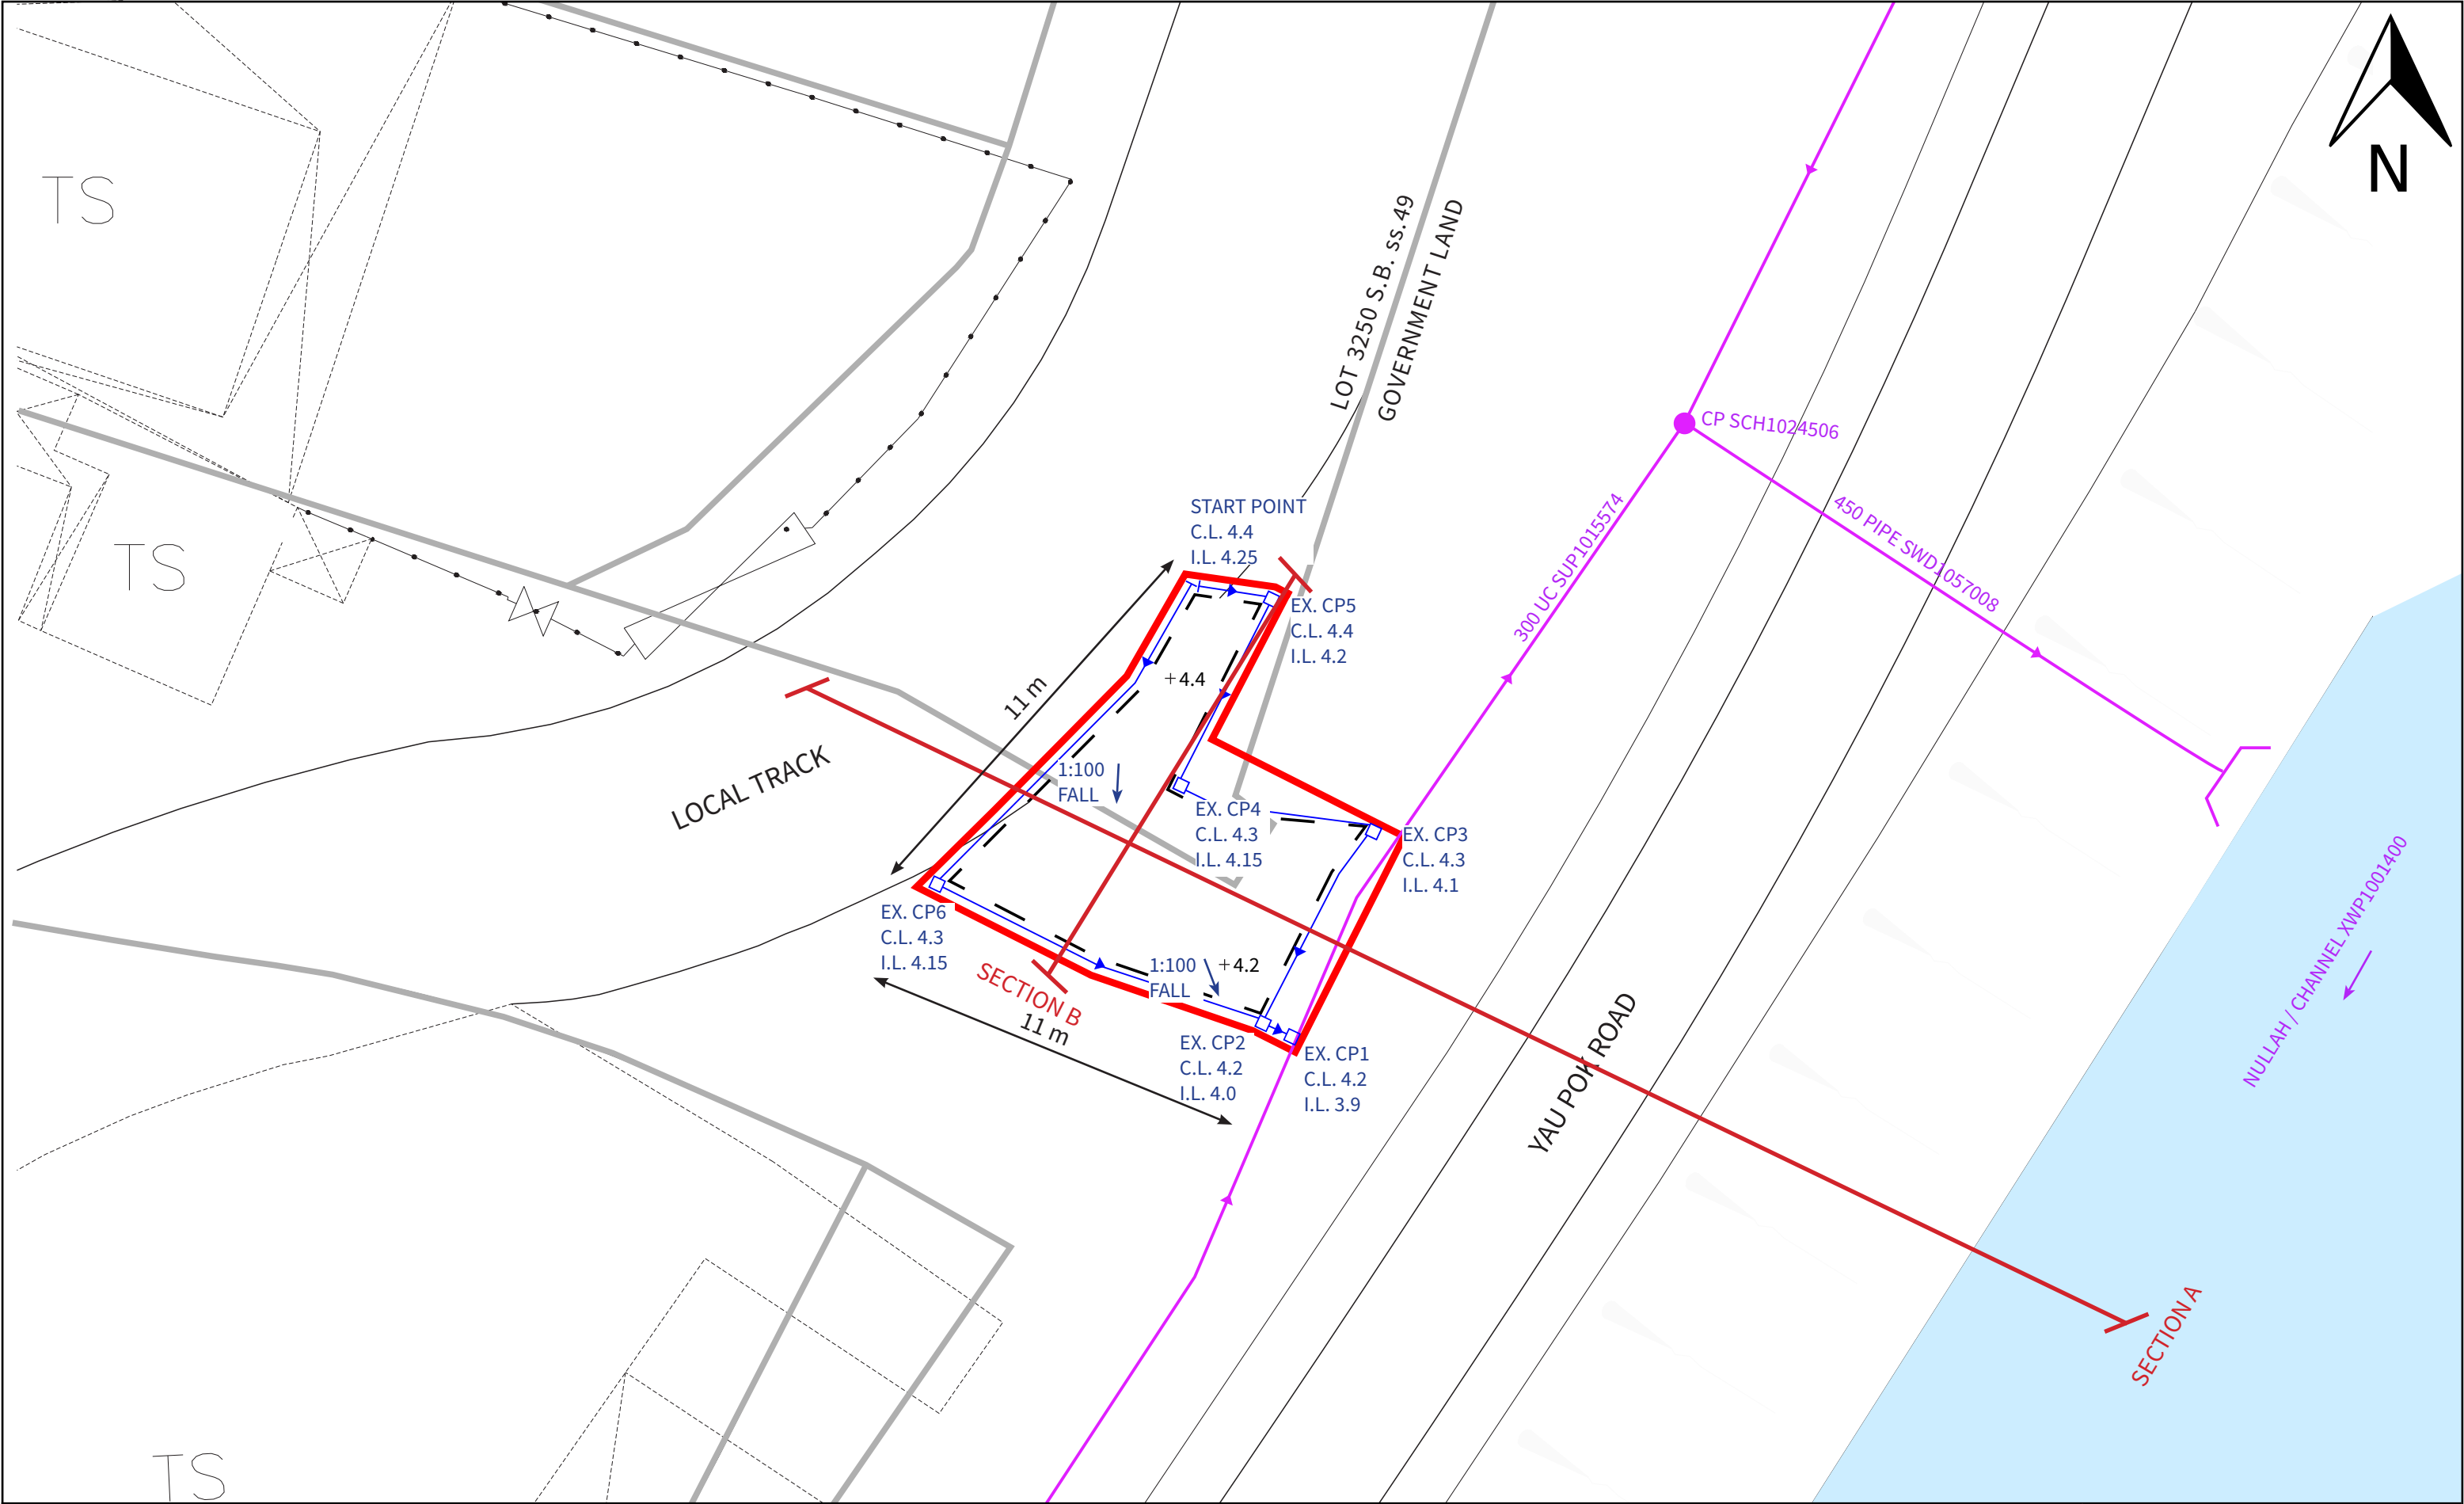 TS
N
LOT 3250 S.B. ss.49
GOVERNMENT LAND
CP SCH1024506
START POINT
C.L. 4.4
I.L. 4.25
300 UC SUP1015574
450 PIPE SWD1057008
TS
EX. CP5
C.L. 4.4
I.L. 4.2
+4.4
11 m
LOCAL TRACK
1:100
FALL
EX. CP4
C.L. 4.3
I.L. 4.15
EX. CP3
C.L. 4.3
I.L. 4.1
EX. CP6
C.L. 4.3
I.L. 4.15
SECTION B
11 m
1:100
FALL
+4.2
EX. CP2
C.L. 4.2
I.L. 4.0
EX. CP1
C.L. 4.2
I.L. 3.9
YAU POK ROAD
NULLAH / CHANNEL XWP1001400
SECTION A
TS